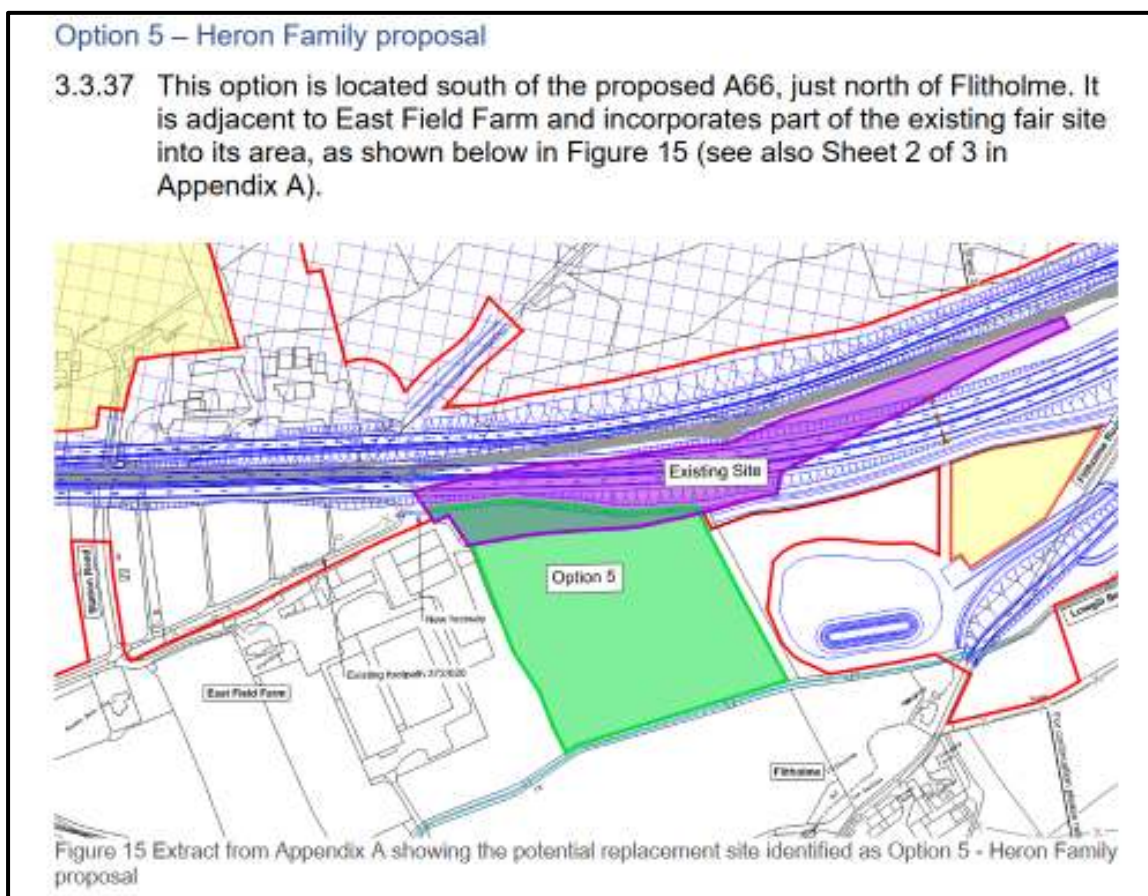 Option 5 – Heron Family proposal
3.3.37 This option is located south of the proposed A66, just north of Flitholme. It
is adjacent to East Field Farm and incorporates part of the existing fair site
into its area, as shown below in Figure 15 (see also Sheet 2 of 3 in
Appendix A).
Existing Site
Option 5
Station Road
New footway
Existing footpath
East Field Farm
Flitholme
Figure 15 Extract from Appendix A showing the potential replacement site identified as Option 5 - Heron Family
proposal